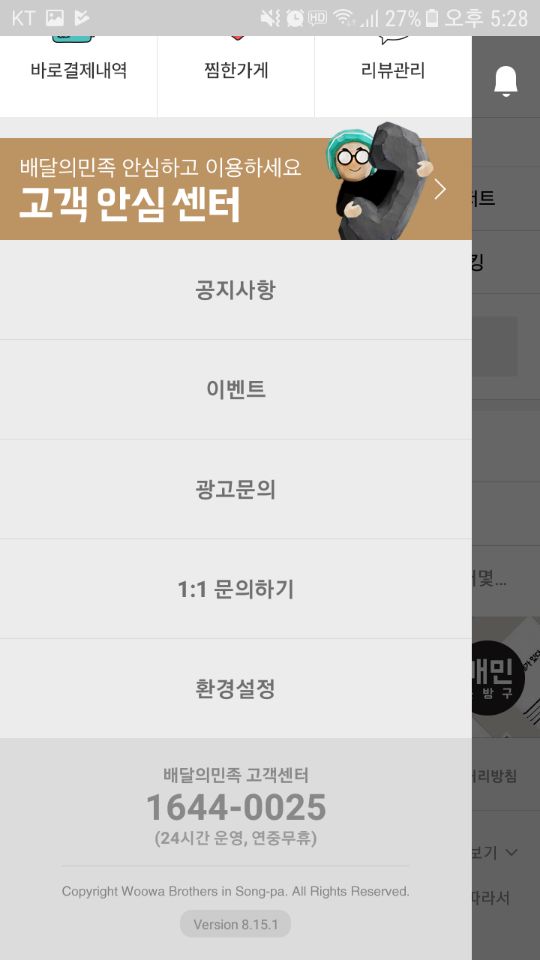 KT HD 27% 오후 5:28
바로결제내역 찜한가게 리뷰관리
배달의민족 안심하고 이용하세요
고객 안심 센터
공지사항
이벤트
광고문의
1:1 문의하기
환경설정
배달의민족 고객센터
1644-0025
(24시간 운영, 연중무휴)
Copyright Woowa Brothers in Song-pa. All Rights Reserved.
Version 8.15.1
킹
몇...
배민
방구
처리방침
보기
따라서